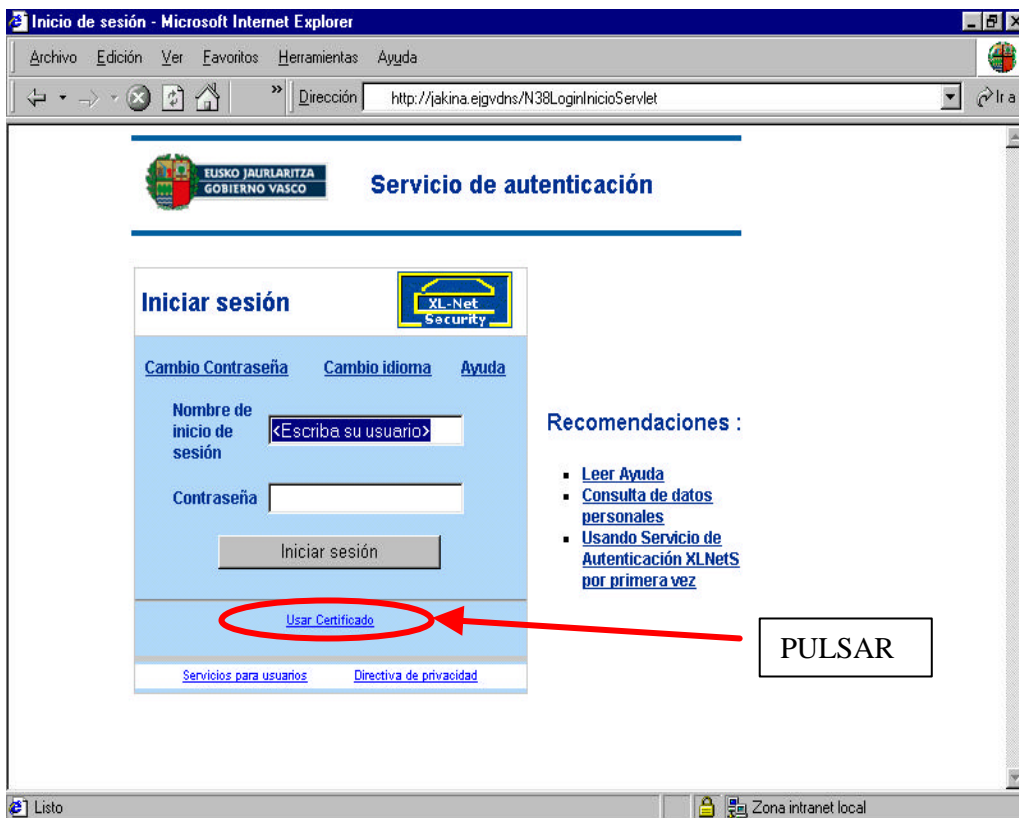 Inicio de sesión - Microsoft Internet Explorer
Archivo Edición Ver Favoritos Herramientas Ayuda
» Dirección http://jakina.ejgvdns/N38LoginInicioServlet Ir a
EUSKO JAURLARITZA
GOBIERNO VASCO
Servicio de autenticación
Iniciar sesión
XL-Net
Security
Cambio Contraseña Cambio idioma Ayuda
Nombre de
inicio de
sesión
<Escriba su usuario>
Contraseña
Iniciar sesión
Usar Certificado
Servicios para usuarios Directiva de privacidad
Recomendaciones :
Leer Ayuda
Consulta de datos
personales
Usando Servicio de
Autenticación XLNetS
por primera vez
PULSAR
Listo
Zona intranet local